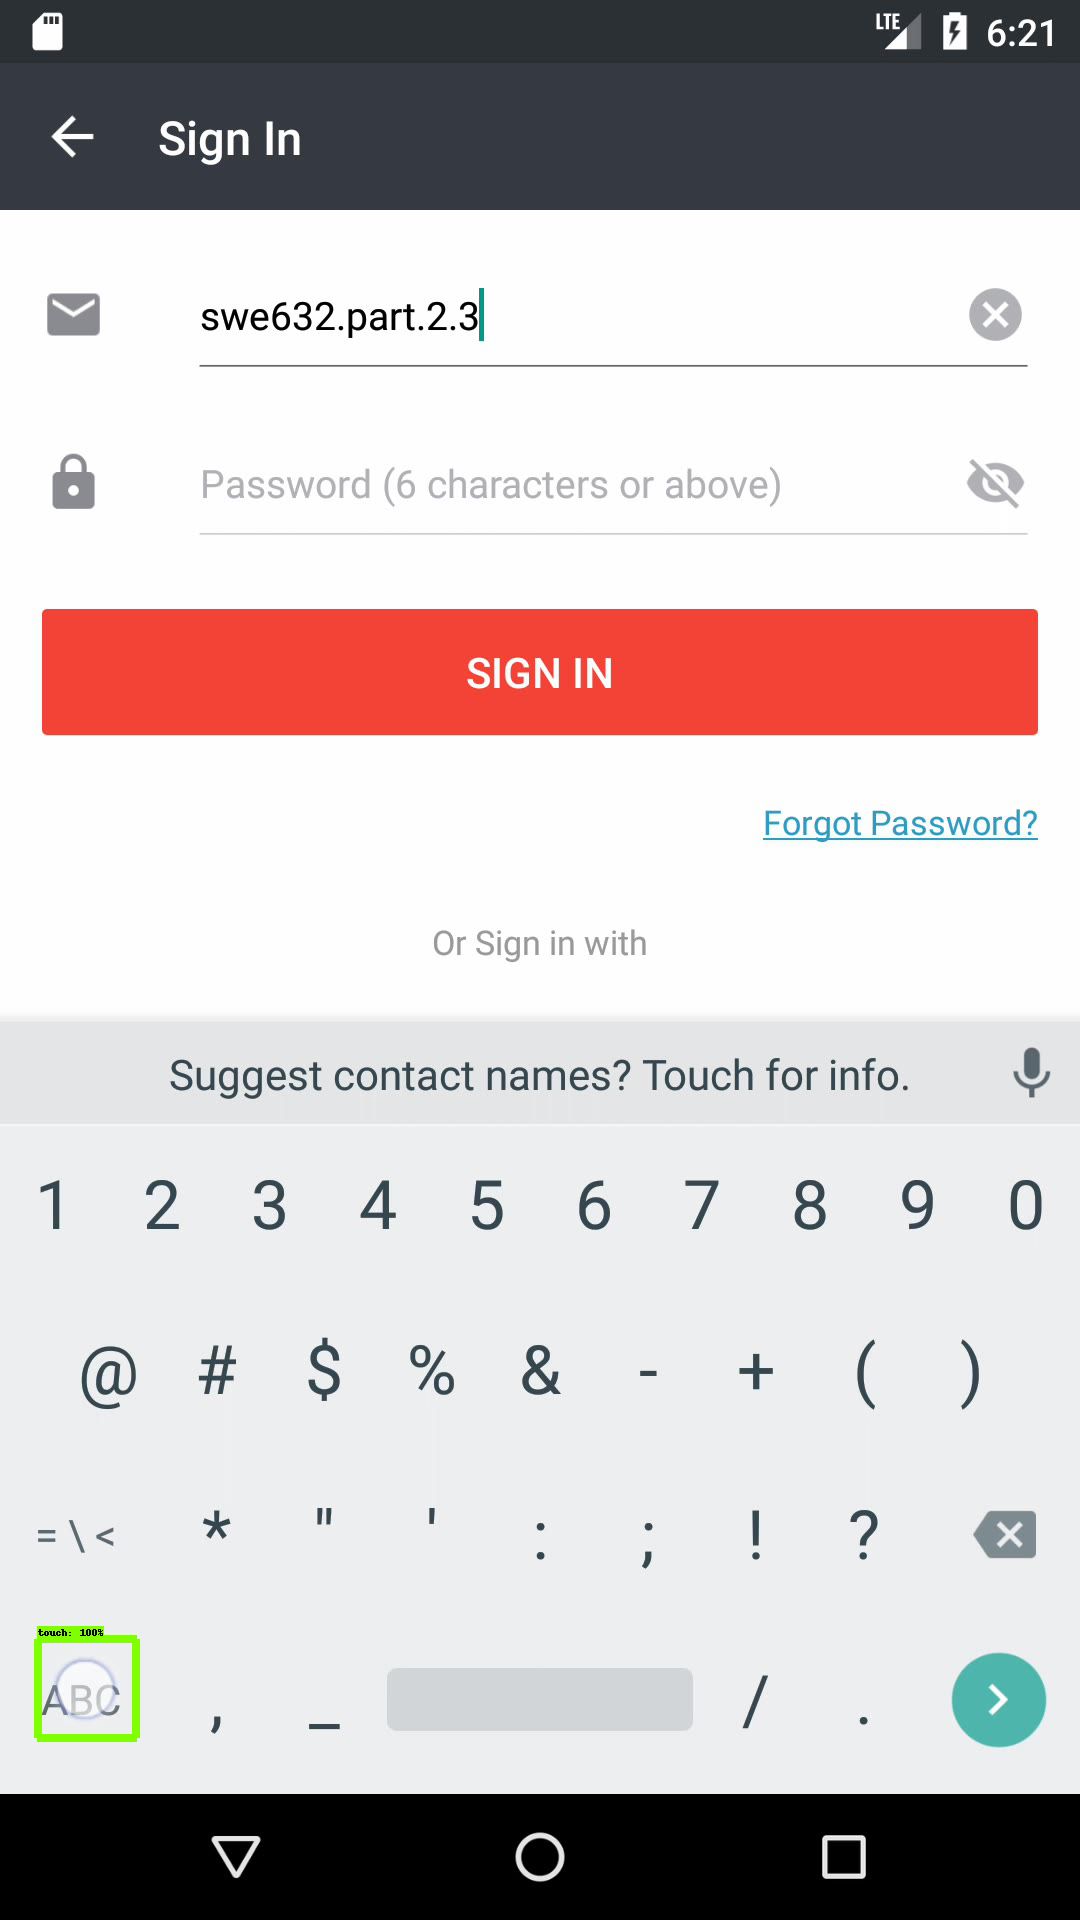 LTE 6:21
Sign In
swe632.part.2.3
Password (6 characters or above)
SIGN IN
Forgot Password?
Or Sign in with
Suggest contact names? Touch for info.
1 2 3 4 5 6 7 8 9 0
@ # $ % & - + ( )
= \ < * " ' : ; ! ?
touch: 100%
ABC , _ / .